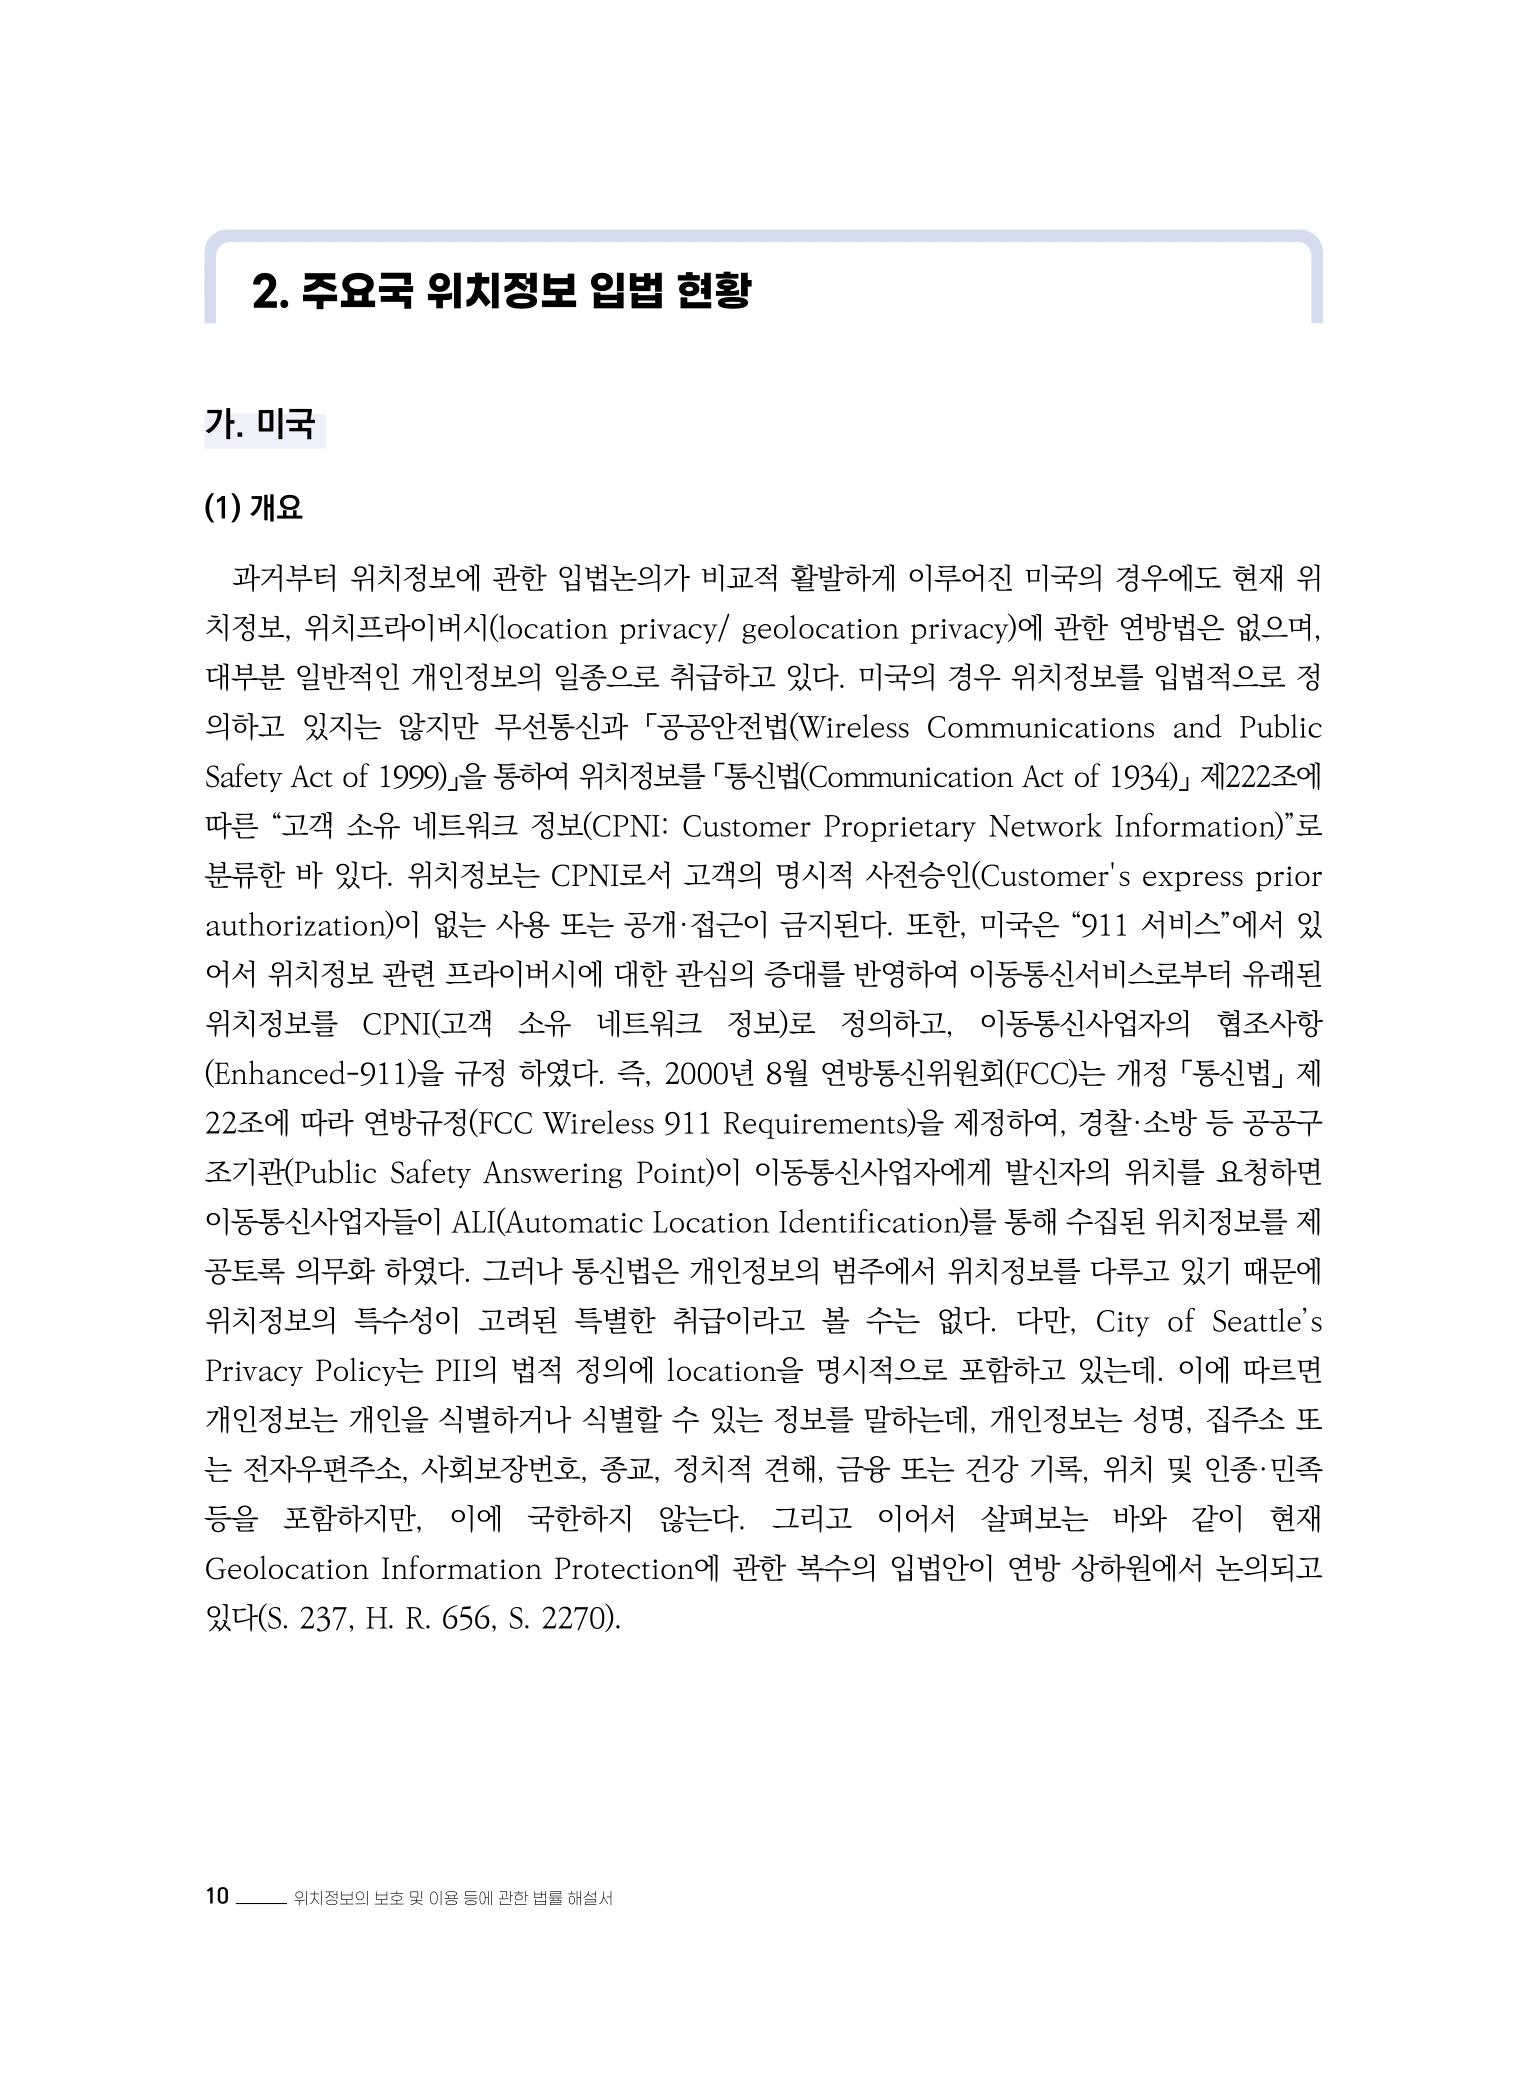 2. 주요국 위치정보 입법 현황
가. 미국
(1) 개요
과거부터 위치정보에 관한 입법논의가 비교적 활발하게 이루어진 미국의 경우에도 현재 위
치정보, 위치프라이버시(location privacy/ geolocation privacy)에 관한 연방법은 없으며,
대부분 일반적인 개인정보의 일종으로 취급하고 있다. 미국의 경우 위치정보를 입법적으로 정
의하고 있지는 않지만 무선통신과 「공공안전법(Wireless Communications and Public
Safety Act of 1999)」을 통하여 위치정보를 「통신법(Communication Act of 1934)」 제222조에
따른 “고객 소유 네트워크 정보(CPNI: Customer Proprietary Network Information)”로
분류한 바 있다. 위치정보는 CPNI로서 고객의 명시적 사전승인(Customer's express prior
authorization)이 없는 사용 또는 공개·접근이 금지된다. 또한, 미국은 “911 서비스”에서 있
어서 위치정보 관련 프라이버시에 대한 관심의 증대를 반영하여 이동통신서비스로부터 유래된
위치정보를 CPNI(고객 소유 네트워크 정보)로 정의하고, 이동통신사업자의 협조사항
(Enhanced-911)을 규정 하였다. 즉, 2000년 8월 연방통신위원회(FCC)는 개정 「통신법」 제
22조에 따라 연방규정(FCC Wireless 911 Requirements)을 제정하여, 경찰·소방 등 공공구
조기관(Public Safety Answering Point)이 이동통신사업자에게 발신자의 위치를 요청하면
이동통신사업자들이 ALI(Automatic Location Identification)를 통해 수집된 위치정보를 제
공토록 의무화 하였다. 그러나 통신법은 개인정보의 범주에서 위치정보를 다루고 있기 때문에
위치정보의 특수성이 고려된 특별한 취급이라고 볼 수는 없다. 다만, City of Seattle’s
Privacy Policy는 PII의 법적 정의에 location을 명시적으로 포함하고 있는데. 이에 따르면
개인정보는 개인을 식별하거나 식별할 수 있는 정보를 말하는데, 개인정보는 성명, 집주소 또
는 전자우편주소, 사회보장번호, 종교, 정치적 견해, 금융 또는 건강 기록, 위치 및 인종·민족
등을 포함하지만, 이에 국한하지 않는다. 그리고 이어서 살펴보는 바와 같이 현재
Geolocation Information Protection에 관한 복수의 입법안이 연방 상하원에서 논의되고
있다(S. 237, H. R. 656, S. 2270).
10 위치정보의 보호 및 이용 등에 관한 법률 해설서